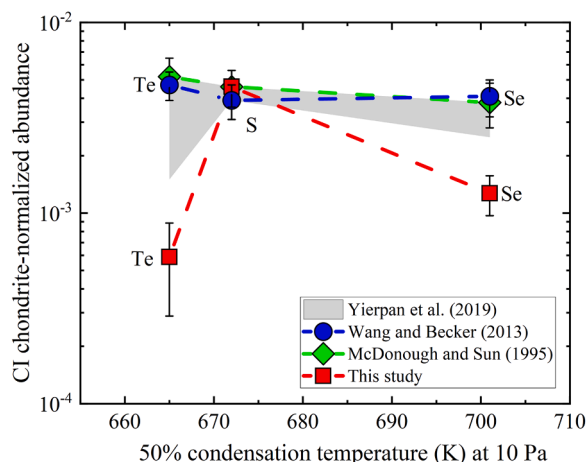 10^-2
Te
S
Se
10^-3
Te
Se
10^-4
CI chondrite-normalized abundance
Yierpan et al. (2019)
Wang and Becker (2013)
McDonough and Sun (1995)
This study
660 670 680 690 700 710
50% condensation temperature (K) at 10 Pa